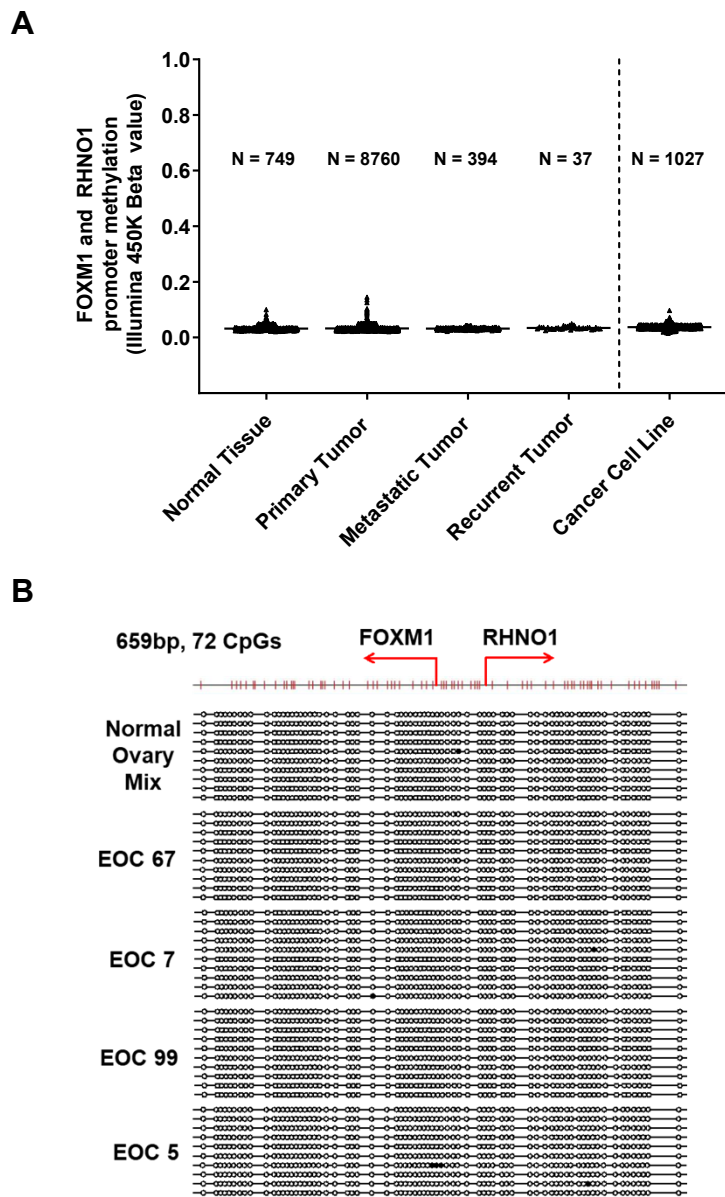 A
FOXM1 and RHNO1
promoter methylation
(Illumina 450K Beta value)
1.0
0.8
0.6
0.4
0.2
0.0
N = 749
N = 8760
N = 394
N = 37
N = 1027
Normal Tissue
Primary Tumor
Metastatic Tumor
Recurrent Tumor
Cancer Cell Line
B
659bp, 72 CpGs
FOXM1
RHNO1
Normal
Ovary
Mix
EOC 67
EOC 7
EOC 99
EOC 5